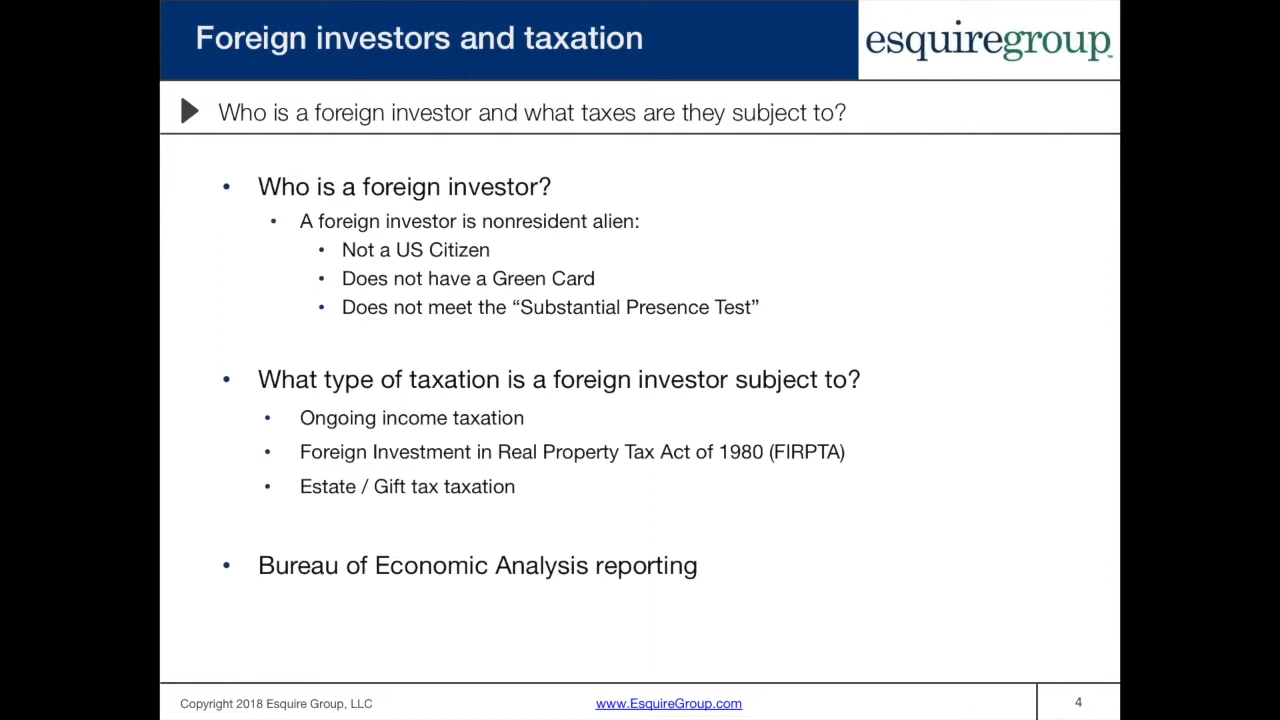 Foreign investors and taxation
esquiregroup™
Who is a foreign investor and what taxes are they subject to?
• Who is a foreign investor?
• A foreign investor is nonresident alien:
• Not a US Citizen
• Does not have a Green Card
• Does not meet the “Substantial Presence Test”
• What type of taxation is a foreign investor subject to?
• Ongoing income taxation
• Foreign Investment in Real Property Tax Act of 1980 (FIRPTA)
• Estate / Gift tax taxation
• Bureau of Economic Analysis reporting
Copyright 2018 Esquire Group, LLC
www.EsquireGroup.com
4